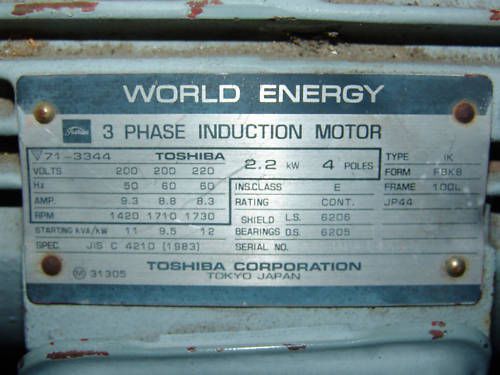 WORLD ENERGY
Toshiba 3 PHASE INDUCTION MOTOR
71-3344 TOSHIBA 2.2 kW 4 POLES TYPE IK
VOLTS 200 200 220 FORM FBK8
Hz 50 60 60 INS.CLASS E FRAME 100L
AMP. 9.3 8.8 8.3 RATING CONT. JP44
RPM 1420 1710 1730 SHIELD L.S. 6206
STARTING kVA/kW 11 9.5 12 BEARINGS O.S. 6205
SPEC. JIS C 4210 (1983) SERIAL NO.
TOSHIBA CORPORATION
M 31305 TOKYO JAPAN